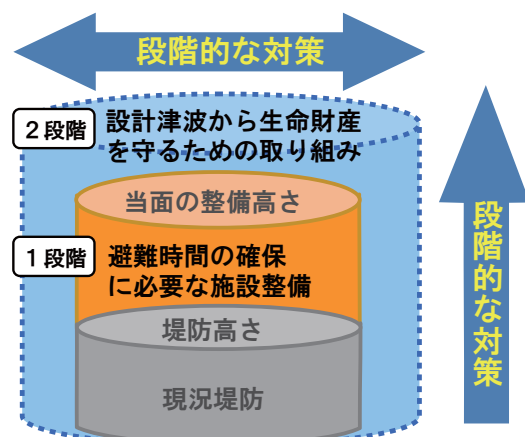 段階的な対策
2段階
設計津波から生命財産
を守るための取り組み
当面の整備高さ
1段階
避難時間の確保
に必要な施設整備
堤防高さ
現況堤防
段階的な対策